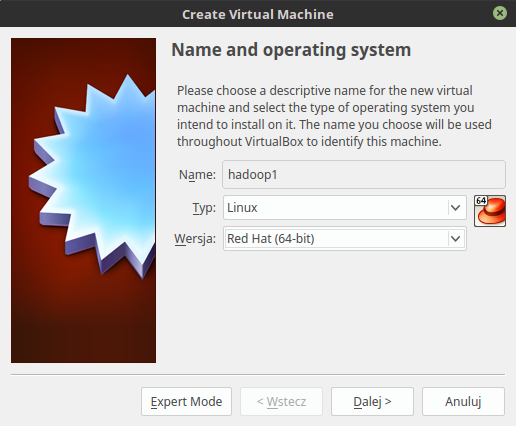 Create Virtual Machine
Name and operating system
Please choose a descriptive name for the new virtual
machine and select the type of operating system you
intend to install on it. The name you choose will be used
throughout VirtualBox to identify this machine.
Name: hadoop1
Typ: Linux
64
Wersja: Red Hat (64-bit)
Expert Mode < Wstecz Dalej > Anuluj